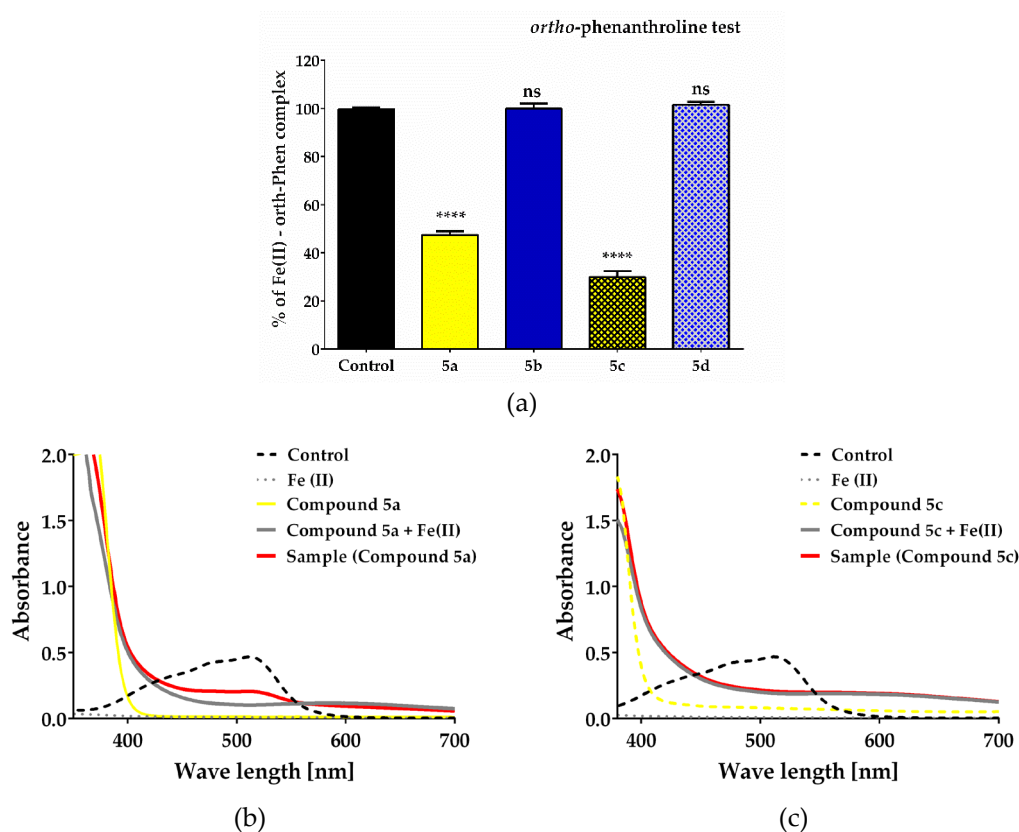 ortho-phenanthroline test
% of Fe(II) - orth-Phen complex
120
100
80
60
40
20
0
ns
ns
****
****
Control 5a 5b 5c 5d
(a)
Absorbance
2.0
1.5
1.0
0.5
0.0
Control
Fe (II)
Compound 5a
Compound 5a + Fe(II)
Sample (Compound 5a)
400 500 600 700
Wave length [nm]
(b)
Absorbance
2.0
1.5
1.0
0.5
0.0
Control
Fe (II)
Compound 5c
Compound 5c + Fe(II)
Sample (Compound 5c)
400 500 600 700
Wave length [nm]
(c)